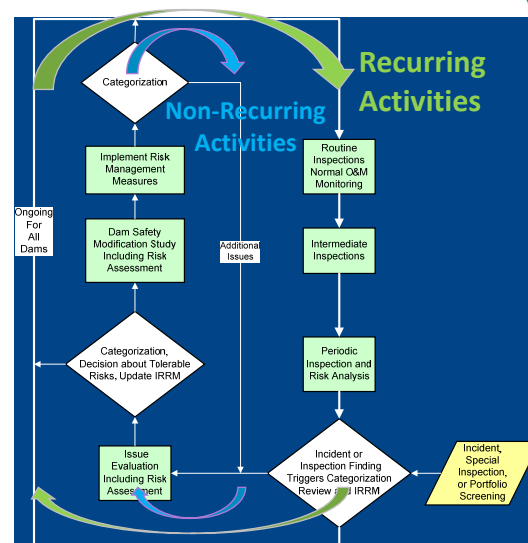 Recurring
Activities
Non-Recurring
Activities
Categorization
Implement Risk
Management
Measures
Dam Safety
Modification Study
Including Risk
Assessment
Categorization,
Decision about Tolerable
Risks, Update IRRM
Issue
Evaluation
Including Risk
Assessment
Ongoing
For
All
Dams
Additional
Issues
Routine
Inspections
Normal O&M
Monitoring
Intermediate
Inspections
Periodic
Inspection and
Risk Analysis
Incident or
Inspection Finding
Triggers Categorization
Review and IRRM
Incident,
Special
Inspection,
or Portfolio
Screening